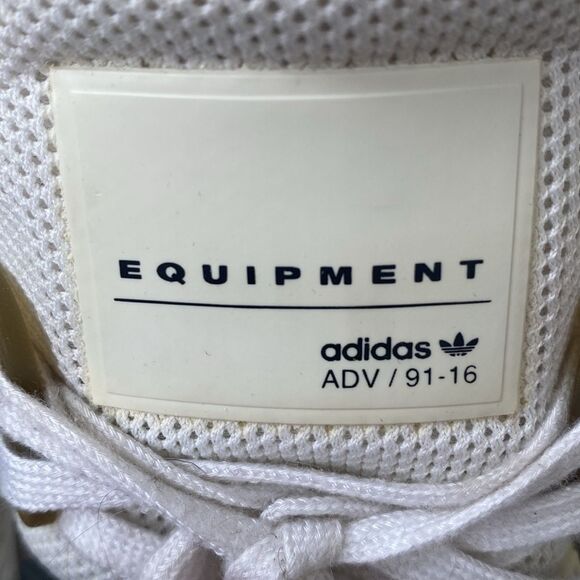 EQUIPMENT
adidas
ADV / 91-16